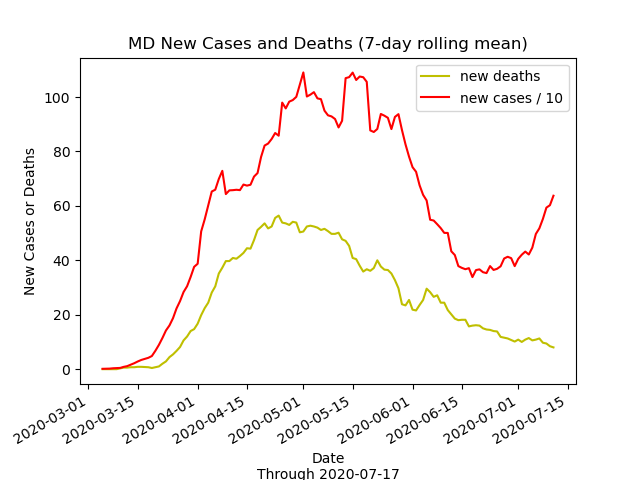 MD New Cases and Deaths (7-day rolling mean)
new deaths
new cases / 10
New Cases or Deaths
100
80
60
40
20
0
2020-03-01
2020-03-15
2020-04-01
2020-04-15
2020-05-01
2020-05-15
2020-06-01
2020-06-15
2020-07-01
2020-07-15
Date
Through 2020-07-17